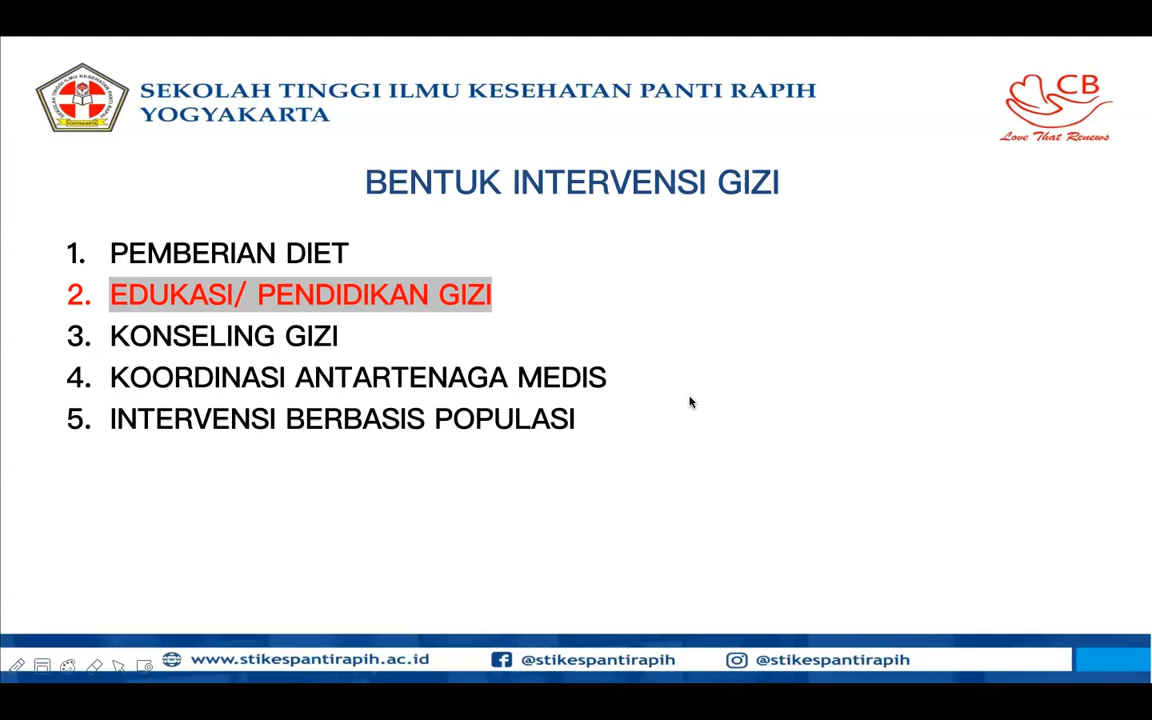 SEKOLAH TINGGI ILMU KESEHATAN PANTI RAPIH
YOGYAKARTA
CB
Love That Renews
BENTUK INTERVENSI GIZI
1. PEMBERIAN DIET
2. EDUKASI/ PENDIDIKAN GIZI
3. KONSELING GIZI
4. KOORDINASI ANTARTENAGA MEDIS
5. INTERVENSI BERBASIS POPULASI
www.stikespantirapih.ac.id
@stikespantirapih
@stikespantirapih